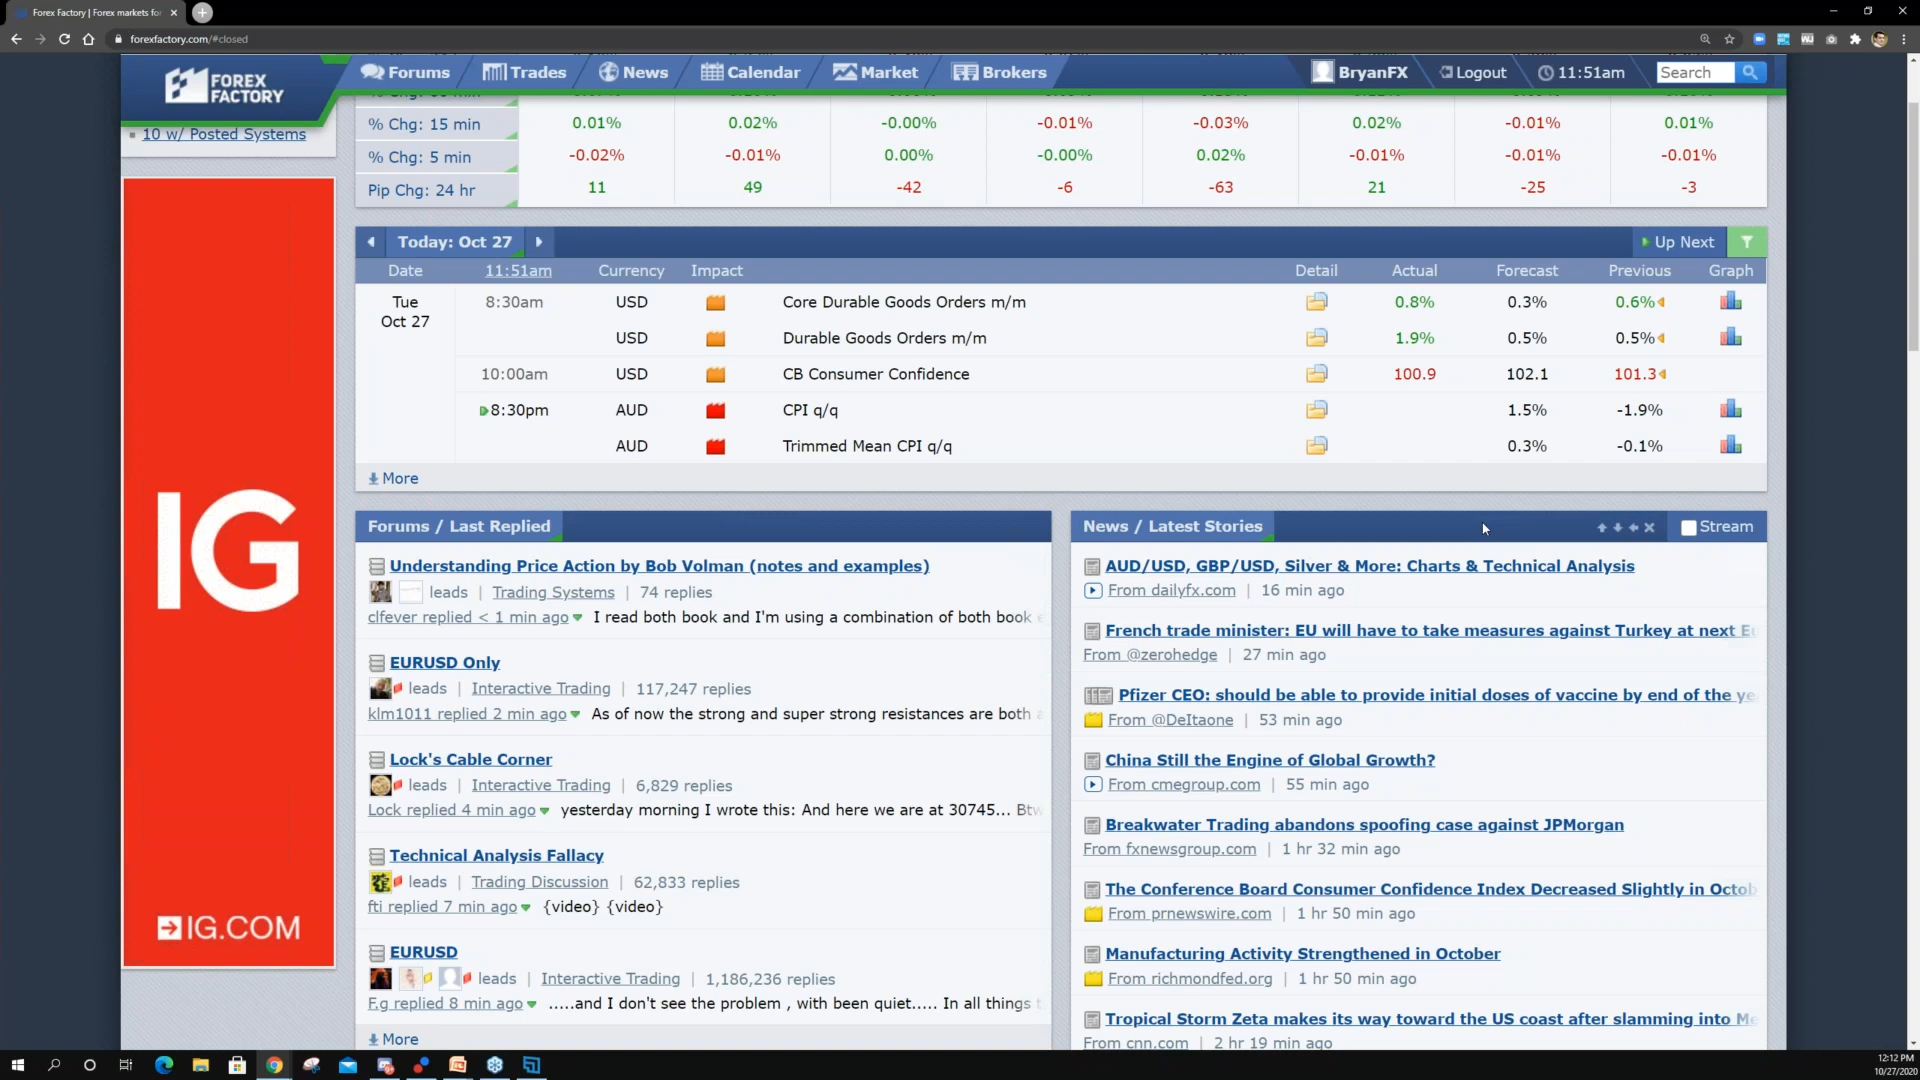 Forex Factory | Forex markets for
forexfactory.com/#closed
FOREX FACTORY
Forums Trades News Calendar Market Brokers BryanFX Logout 11:51am Search
10 w/ Posted Systems
% Chg: 15 min 0.01% 0.02% -0.00% -0.01% -0.03% 0.02% -0.01% 0.01%
% Chg: 5 min -0.02% -0.01% 0.00% -0.00% 0.02% -0.01% -0.01% -0.01%
Pip Chg: 24 hr 11 49 -42 -6 -63 21 -25 -3
Today: Oct 27 Up Next
Date 11:51am Currency Impact Detail Actual Forecast Previous Graph
Tue Oct 27 8:30am USD Core Durable Goods Orders m/m 0.8% 0.3% 0.6%
USD Durable Goods Orders m/m 1.9% 0.5% 0.5%
10:00am USD CB Consumer Confidence 100.9 102.1 101.3
8:30pm AUD CPI q/q 1.5% -1.9%
AUD Trimmed Mean CPI q/q 0.3% -0.1%
More
IG
IG.COM
Forums / Last Replied
Understanding Price Action by Bob Volman (notes and examples)
leads | Trading Systems | 74 replies
clfever replied < 1 min ago I read both book and I'm using a combination of both book
EURUSD Only
leads | Interactive Trading | 117,247 replies
klm1011 replied 2 min ago As of now the strong and super strong resistances are both
Lock's Cable Corner
leads | Interactive Trading | 6,829 replies
Lock replied 4 min ago yesterday morning I wrote this: And here we are at 30745... Btw
Technical Analysis Fallacy
leads | Trading Discussion | 62,833 replies
fti replied 7 min ago {video} {video}
EURUSD
leads | Interactive Trading | 1,186,236 replies
F.g replied 8 min ago .....and I don't see the problem , with been quiet..... In all things
More
News / Latest Stories Stream
AUD/USD, GBP/USD, Silver & More: Charts & Technical Analysis
From dailyfx.com | 16 min ago
French trade minister: EU will have to take measures against Turkey at next
From @zerohedge | 27 min ago
Pfizer CEO: should be able to provide initial doses of vaccine by end of the ye
From @DeItaone | 53 min ago
China Still the Engine of Global Growth?
From cmegroup.com | 55 min ago
Breakwater Trading abandons spoofing case against JPMorgan
From fxnewsgroup.com | 1 hr 32 min ago
The Conference Board Consumer Confidence Index Decreased Slightly in Octob
From prnewswire.com | 1 hr 50 min ago
Manufacturing Activity Strengthened in October
From richmondfed.org | 1 hr 50 min ago
Tropical Storm Zeta makes its way toward the US coast after slamming into Me
From cnn.com | 2 hr 19 min ago
12:12 PM
10/27/2020